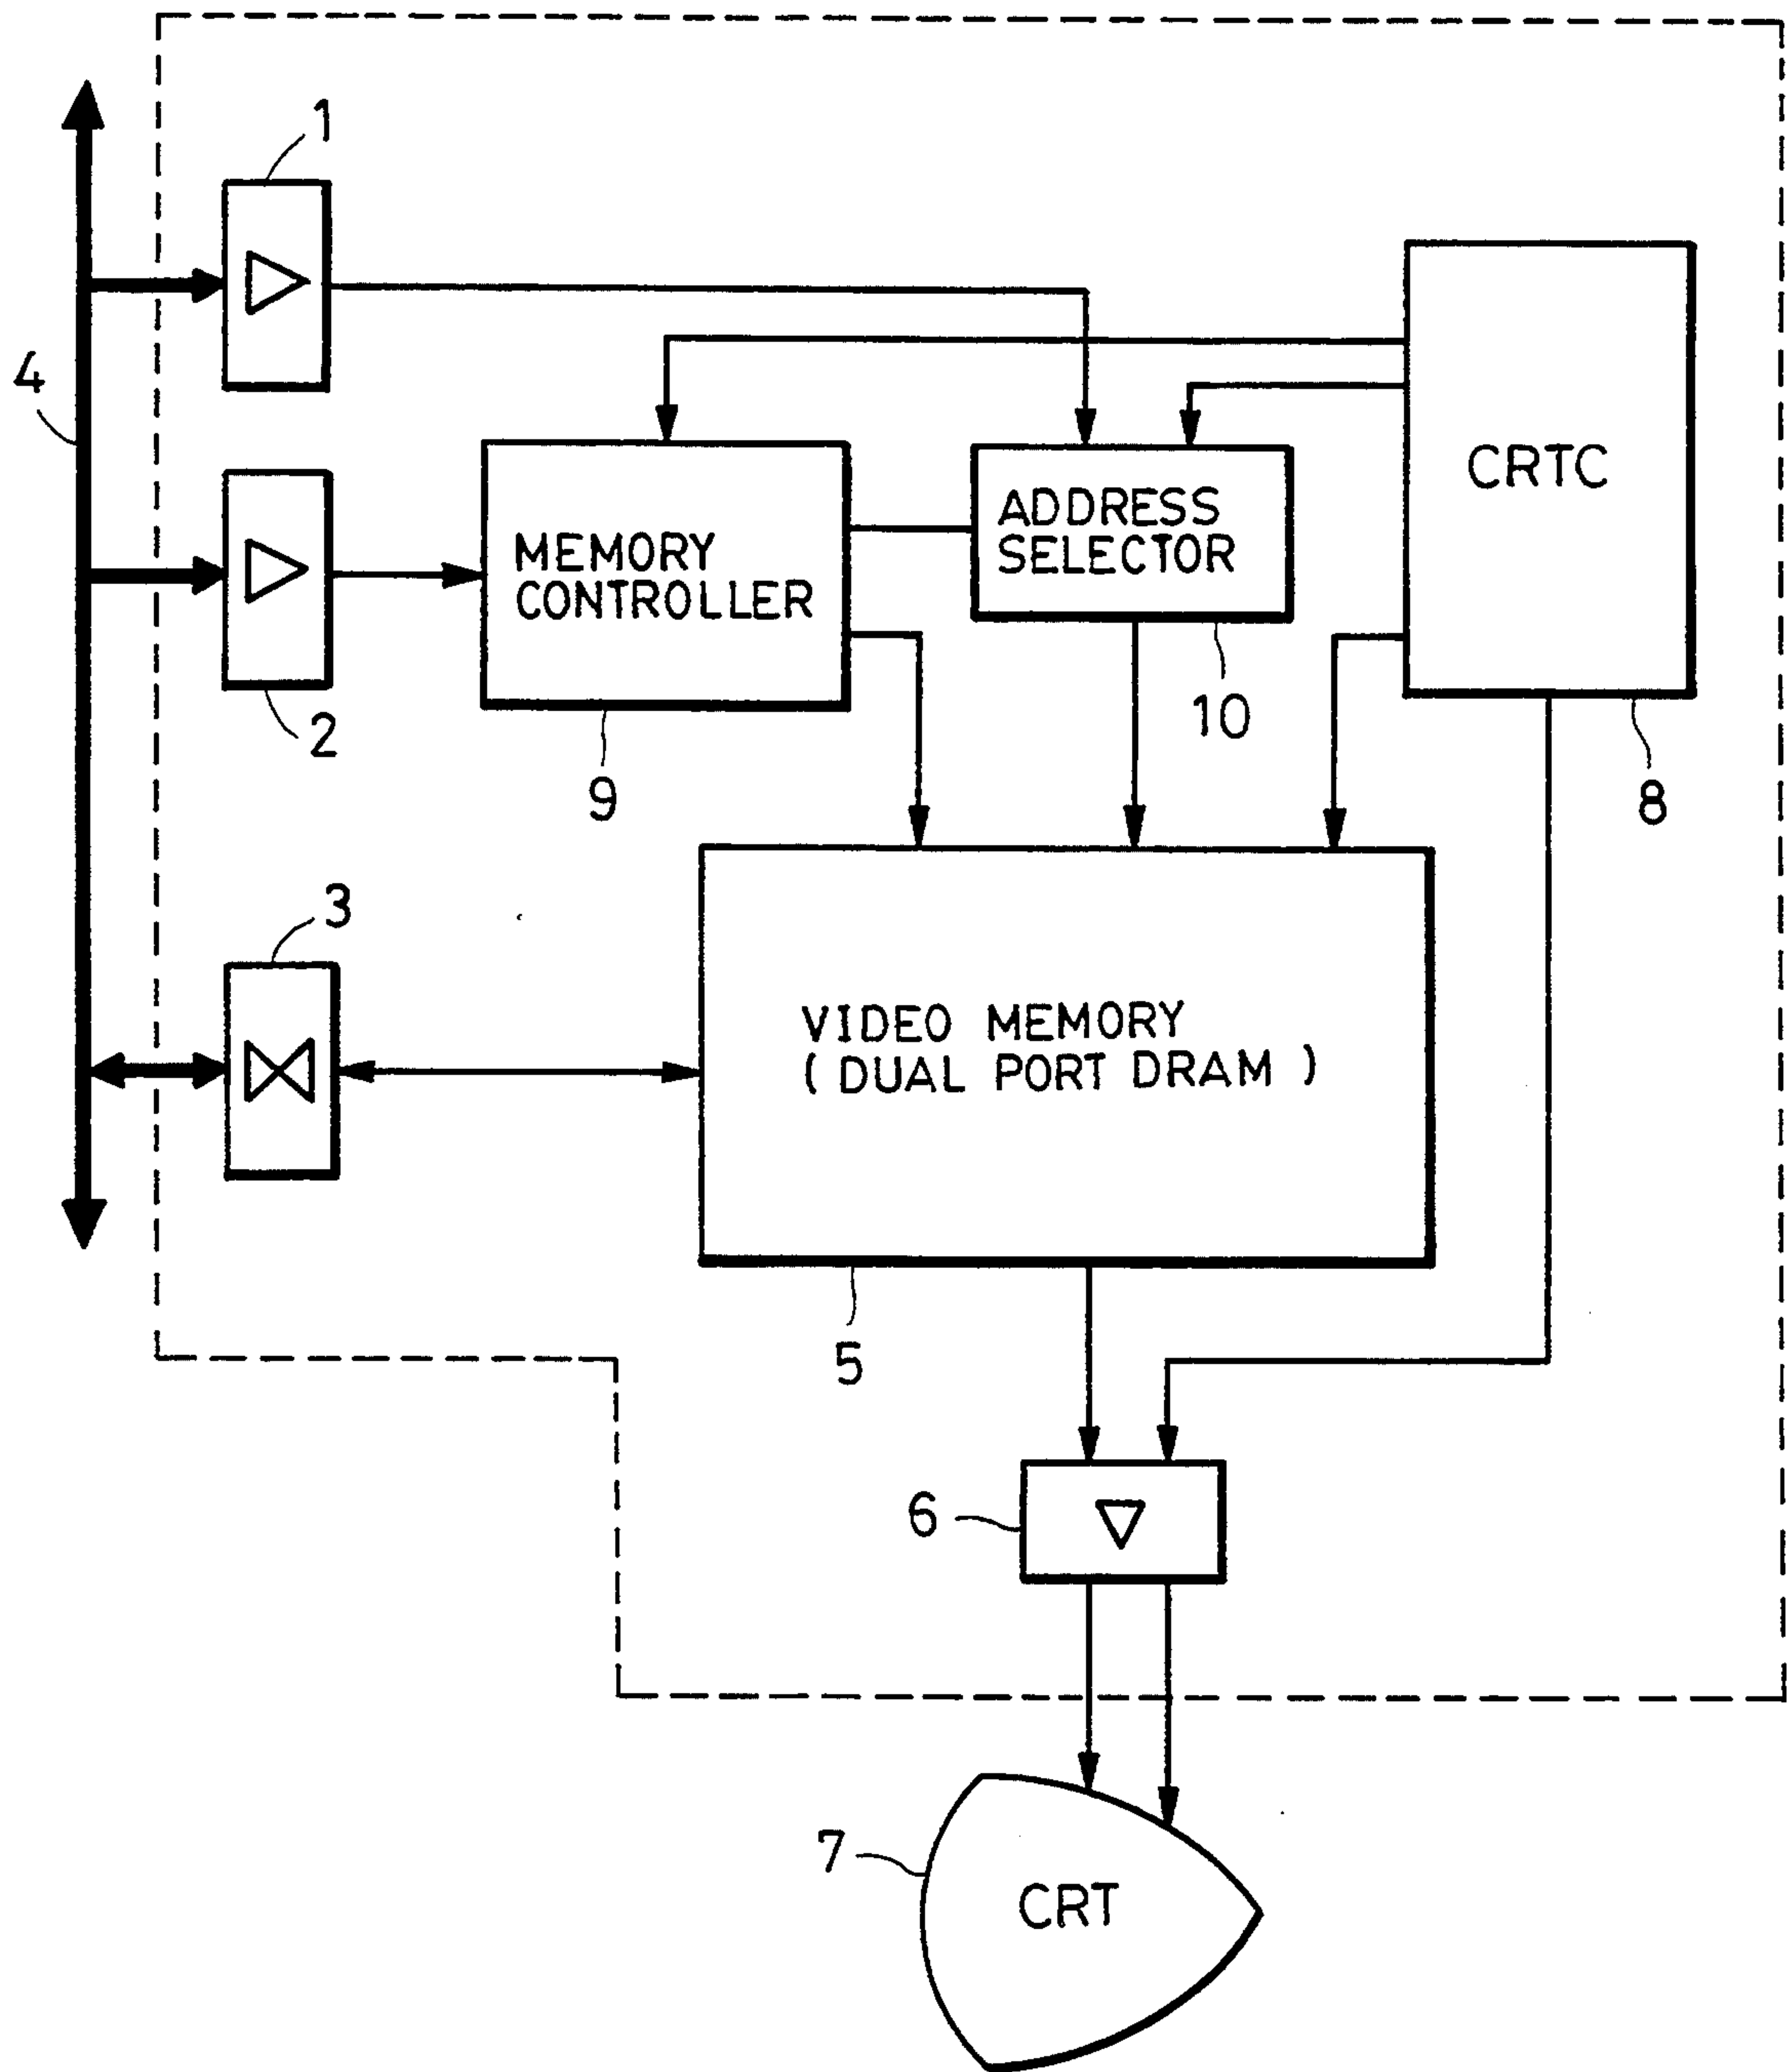 1
4
CRTC
ADDRESS
SELECTOR
MEMORY
CONTROLLER
2
9
10
8
3
VIDEO MEMORY
( DUAL PORT DRAM )
5
6
7
CRT